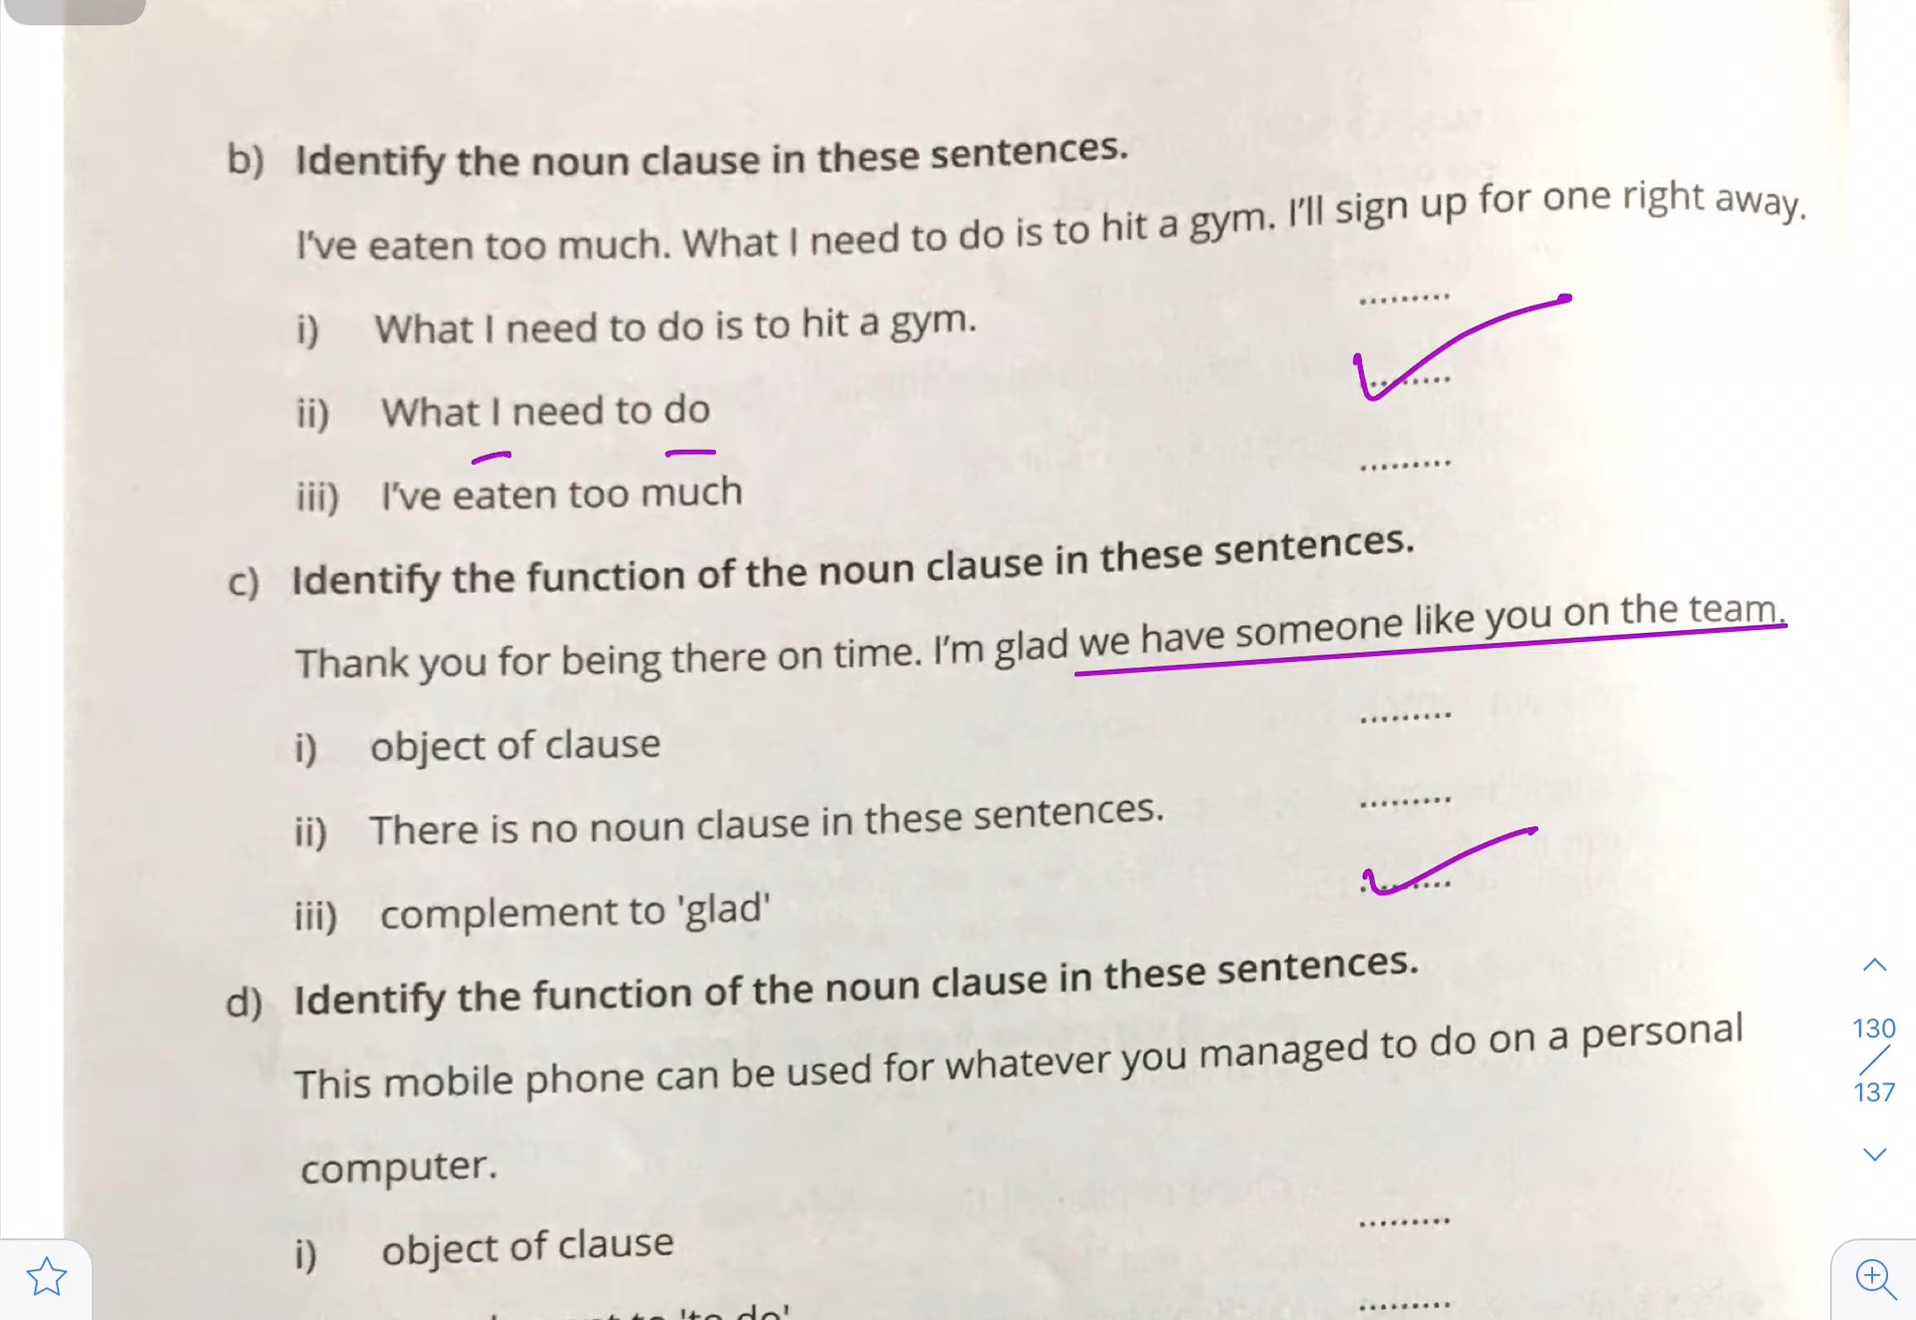 b) Identify the noun clause in these sentences.
I've eaten too much. What I need to do is to hit a gym. I'll sign up for one right away.
i) What I need to do is to hit a gym. .........
ii) What I need to do .........
iii) I've eaten too much .........
c) Identify the function of the noun clause in these sentences.
Thank you for being there on time. I'm glad we have someone like you on the team.
i) object of clause .........
ii) There is no noun clause in these sentences. .........
iii) complement to 'glad' .........
d) Identify the function of the noun clause in these sentences.
This mobile phone can be used for whatever you managed to do on a personal
computer.
i) object of clause .........
'to do' .........
130
/
137